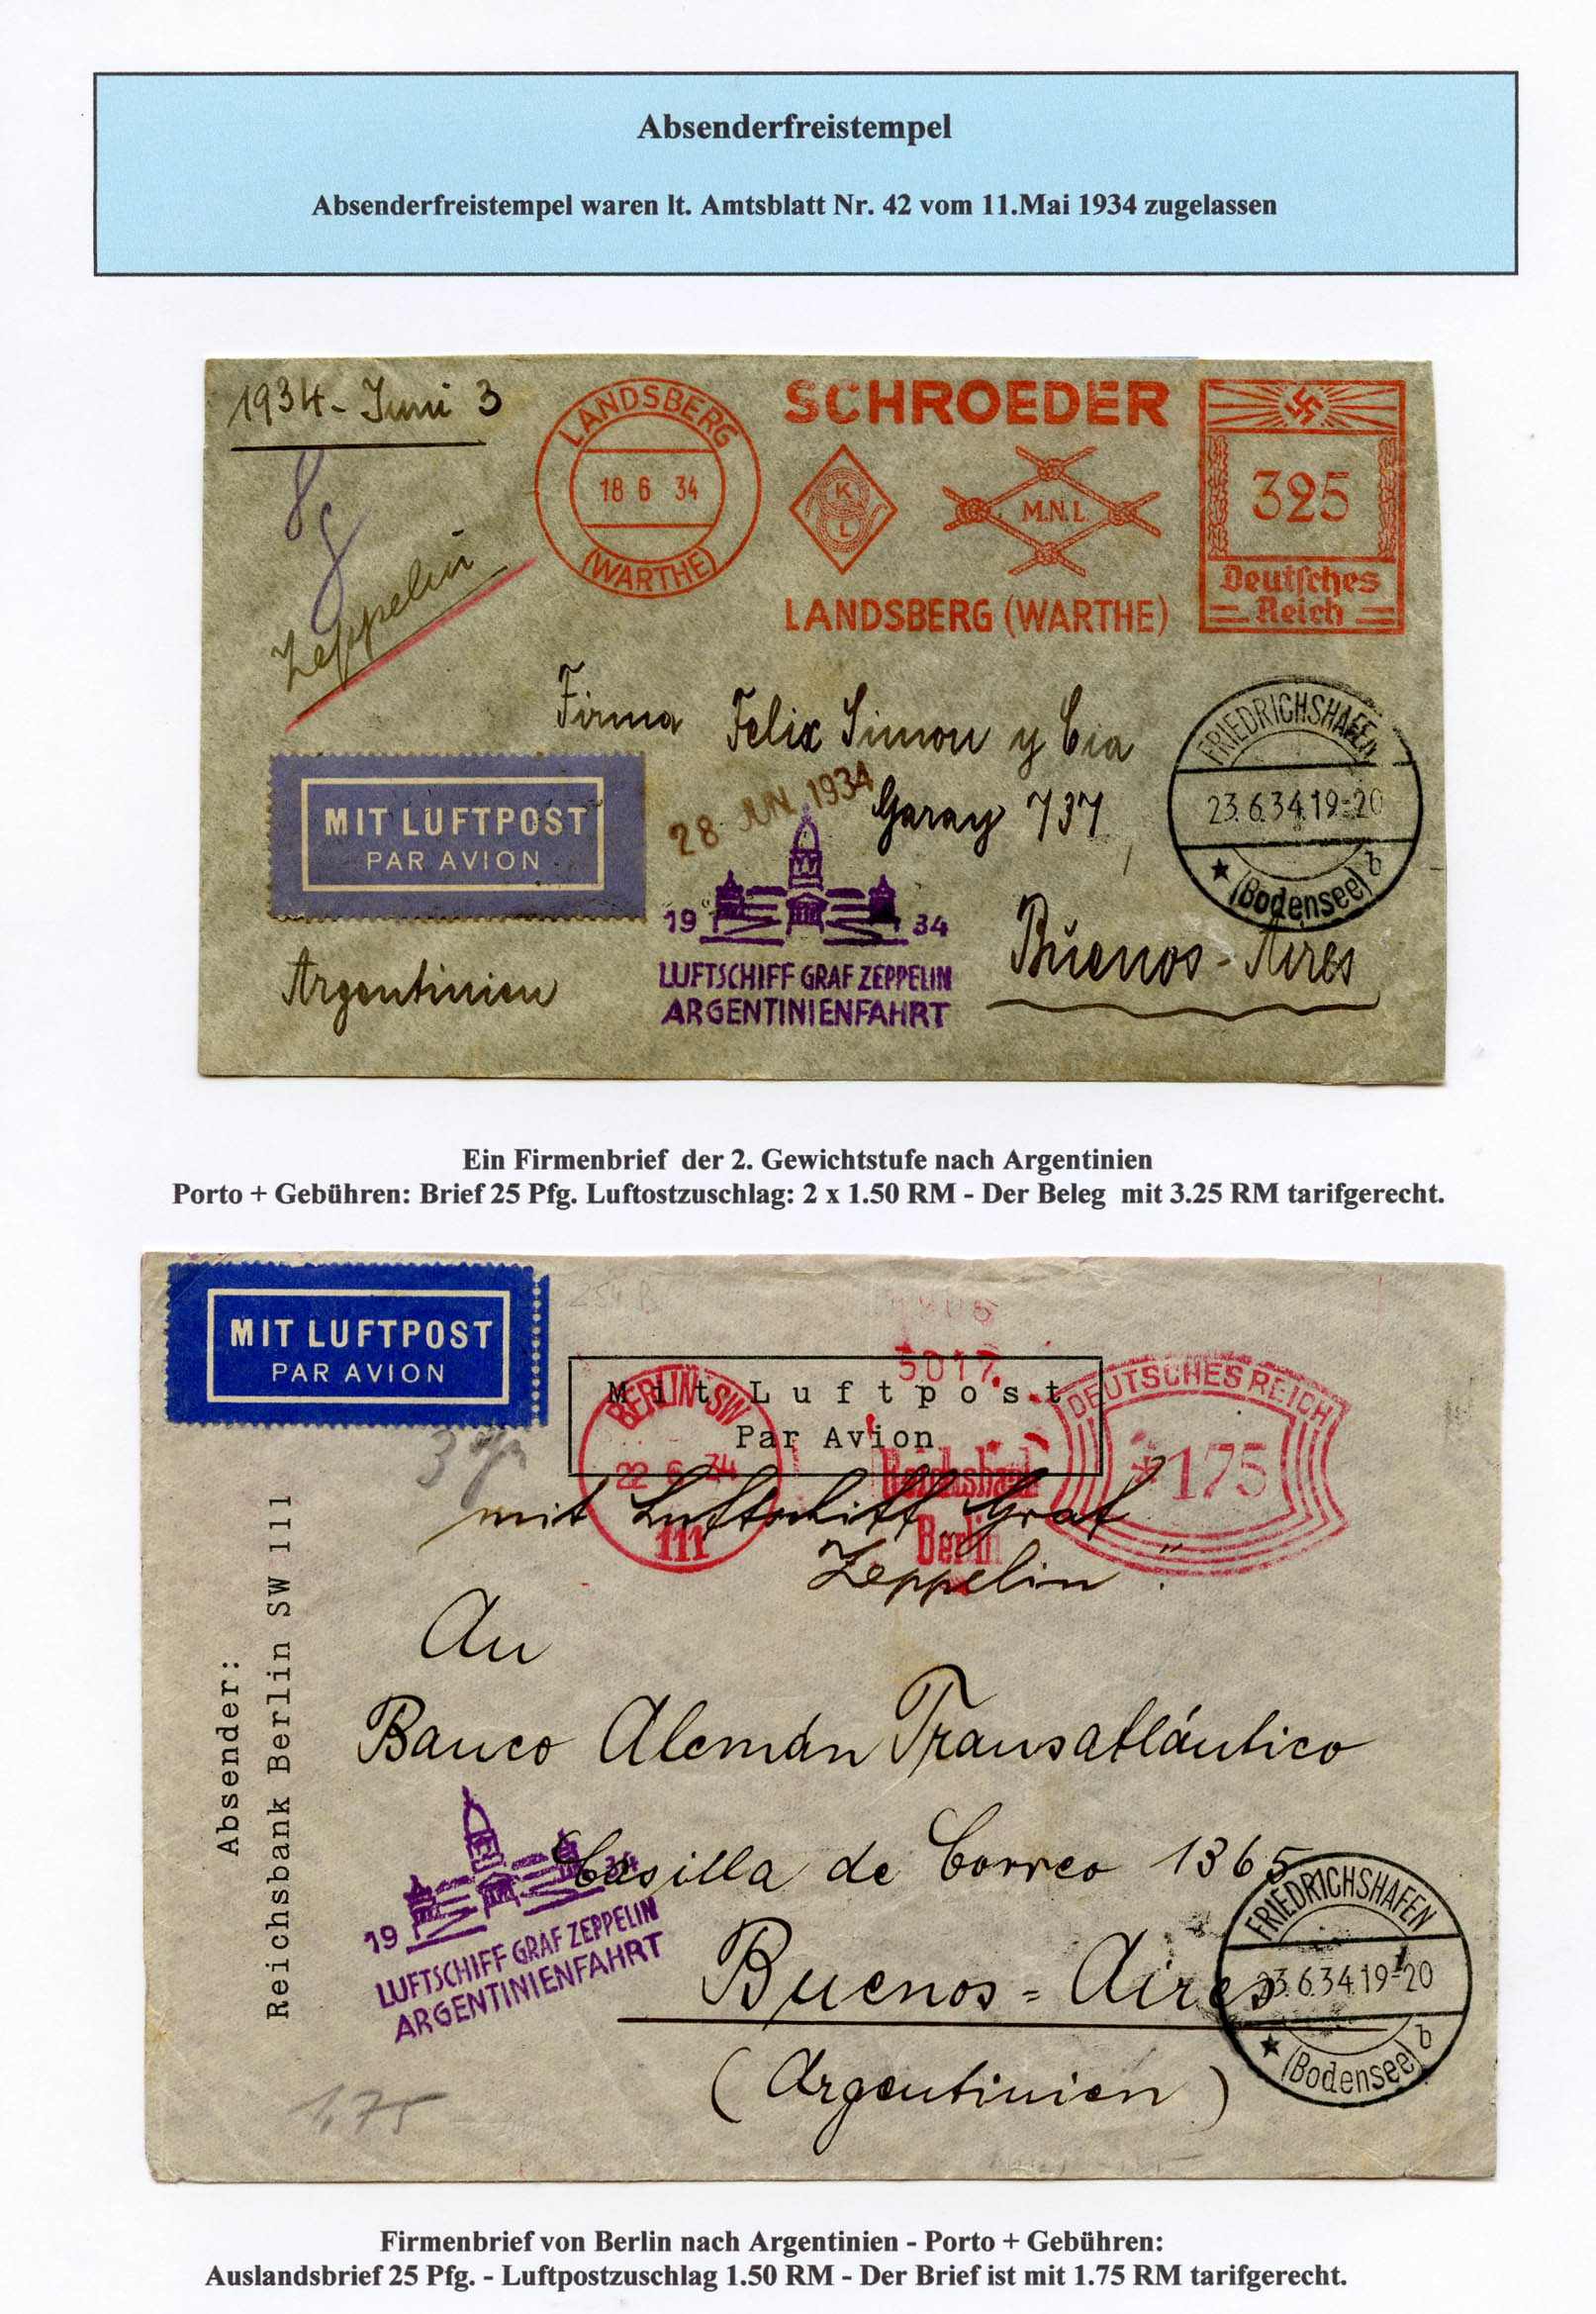 Absenderfreistempel
Absenderfreistempel waren lt. Amtsblatt Nr. 42 vom 11.Mai 1934 zugelassen
1934 - Juni 3
8g
Zeppelin
LANDSBERG
18 6 34
(WARTHE)
SCHROEDER
K L
M.N.L.
LANDSBERG (WARTHE)
325
Deutsches
Reich
Firma Felix Simon y Cia
Garay 737
28 JUN 1934
MIT LUFTPOST
PAR AVION
FRIEDRICHSHAFEN
23.6.34.19-20
(Bodensee) b
19 34
LUFTSCHIFF GRAF ZEPPELIN
ARGENTINIENFAHRT
Buenos-Aires
Argentinien
Ein Firmenbrief der 2. Gewichtstufe nach Argentinien
Porto + Gebühren: Brief 25 Pfg. Luftostzuschlag: 2 x 1.50 RM - Der Beleg mit 3.25 RM tarifgerecht.
MIT LUFTPOST
PAR AVION
5017
Mit Luftpost
Par Avion
BERLIN SW
22 6 34
111
Reichsbank
Berlin
DEUTSCHES REICH
*175
mit Luftschiff „Graf
Zeppelin"
Absender:
Reichsbank Berlin SW 111
An
Banco Alemán Transatlántico
Casilla de Correo 1365
Buenos=Aires
(Argentinien)
19 34
LUFTSCHIFF GRAF ZEPPELIN
ARGENTINIENFAHRT
FRIEDRICHSHAFEN
23.6.34.19-20
(Bodensee) b
1,75
Firmenbrief von Berlin nach Argentinien - Porto + Gebühren:
Auslandsbrief 25 Pfg. - Luftpostzuschlag 1.50 RM - Der Brief ist mit 1.75 RM tarifgerecht.